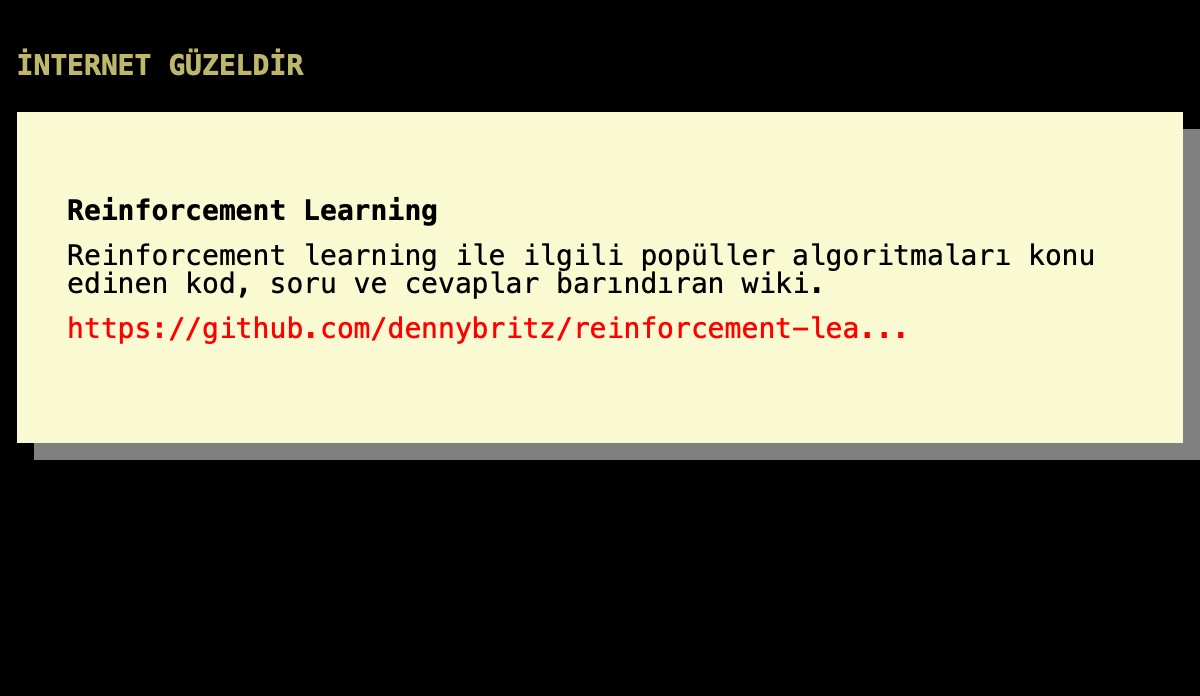 İNTERNET GÜZELDİR
Reinforcement Learning
Reinforcement learning ile ilgili popüller algoritmaları konu
edinen kod, soru ve cevaplar barındıran wiki.
https://github.com/dennybritz/reinforcement-lea...